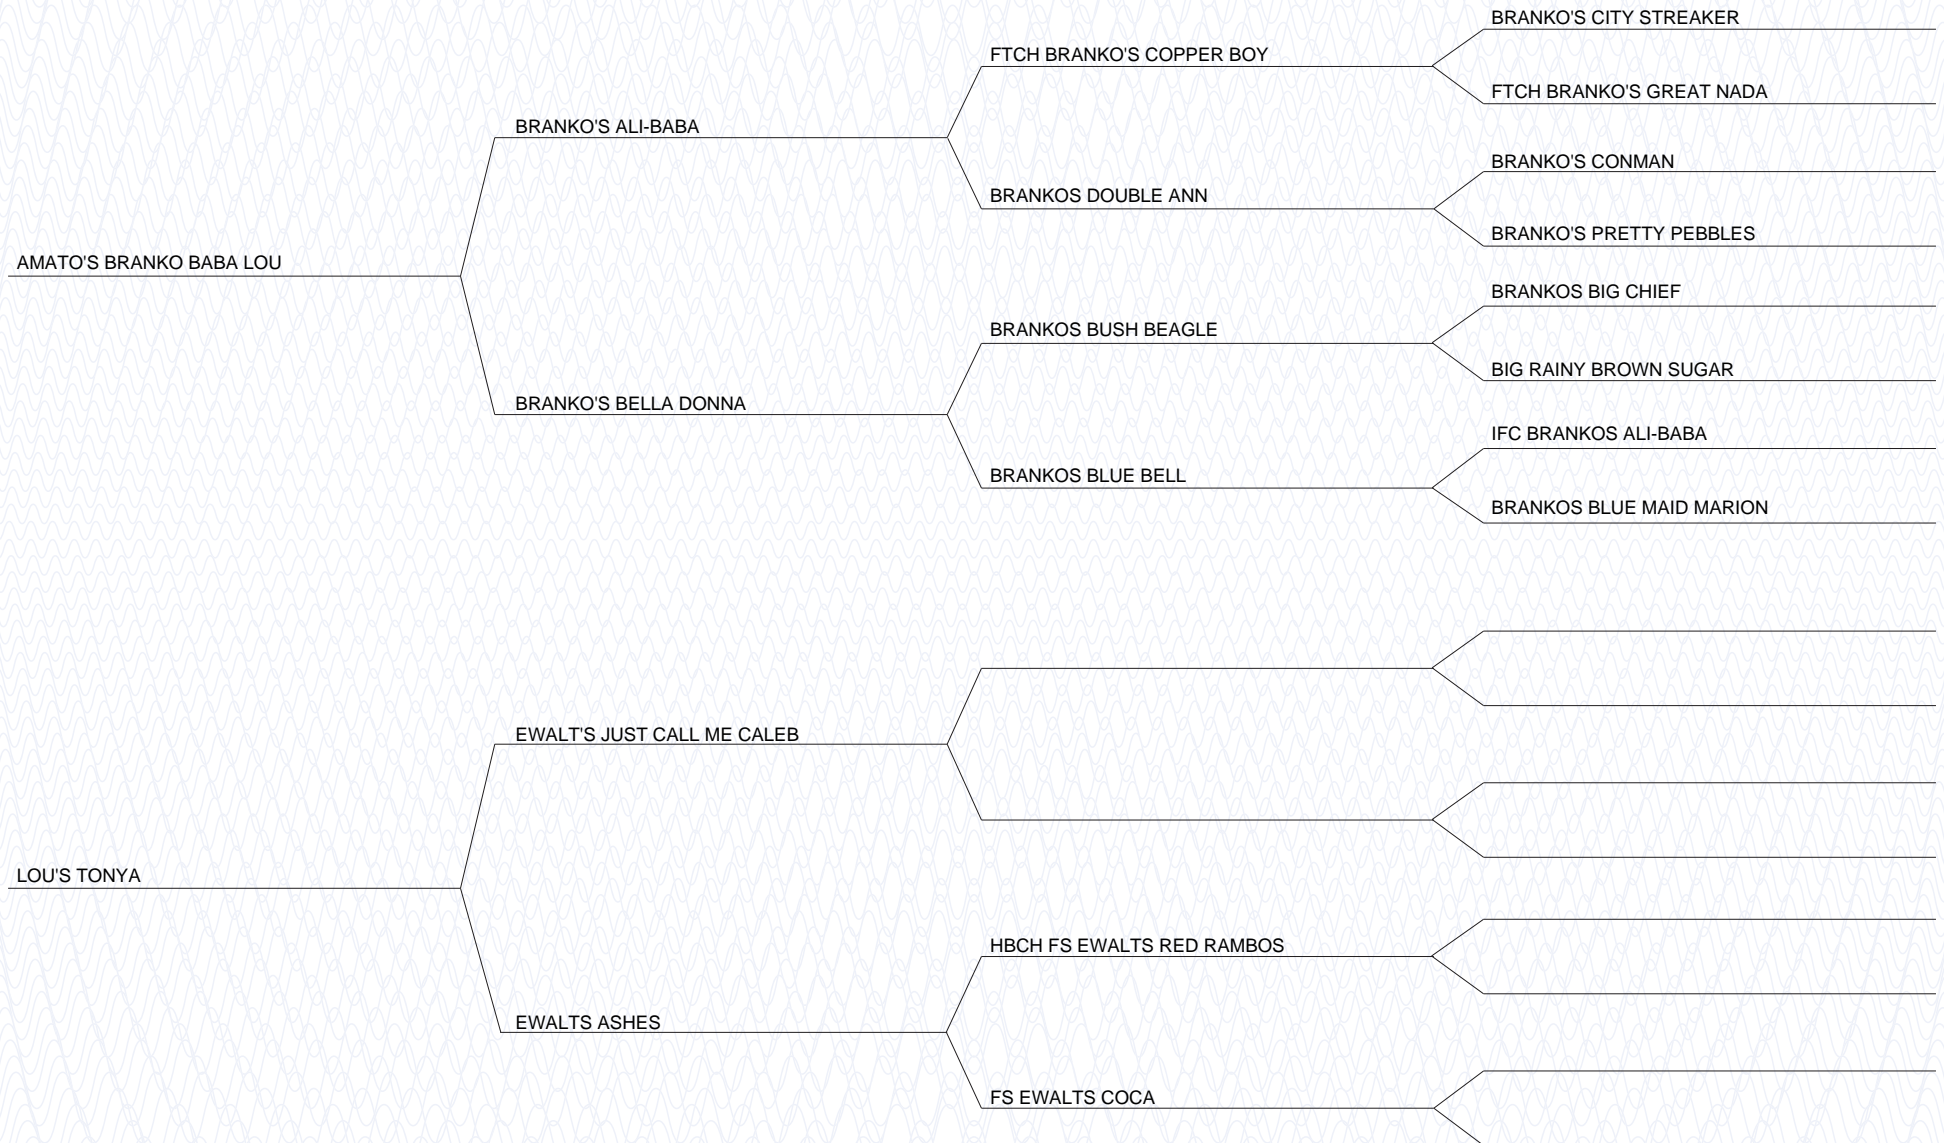 BRANKO'S CITY STREAKER
FTCH BRANKO'S COPPER BOY
FTCH BRANKO'S GREAT NADA
BRANKO'S ALI-BABA
BRANKO'S CONMAN
BRANKOS DOUBLE ANN
BRANKO'S PRETTY PEBBLES
AMATO'S BRANKO BABA LOU
BRANKOS BIG CHIEF
BRANKOS BUSH BEAGLE
BIG RAINY BROWN SUGAR
BRANKO'S BELLA DONNA
IFC BRANKOS ALI-BABA
BRANKOS BLUE BELL
BRANKOS BLUE MAID MARION
EWALT'S JUST CALL ME CALEB
LOU'S TONYA
HBCH FS EWALTS RED RAMBOS
EWALTS ASHES
FS EWALTS COCA